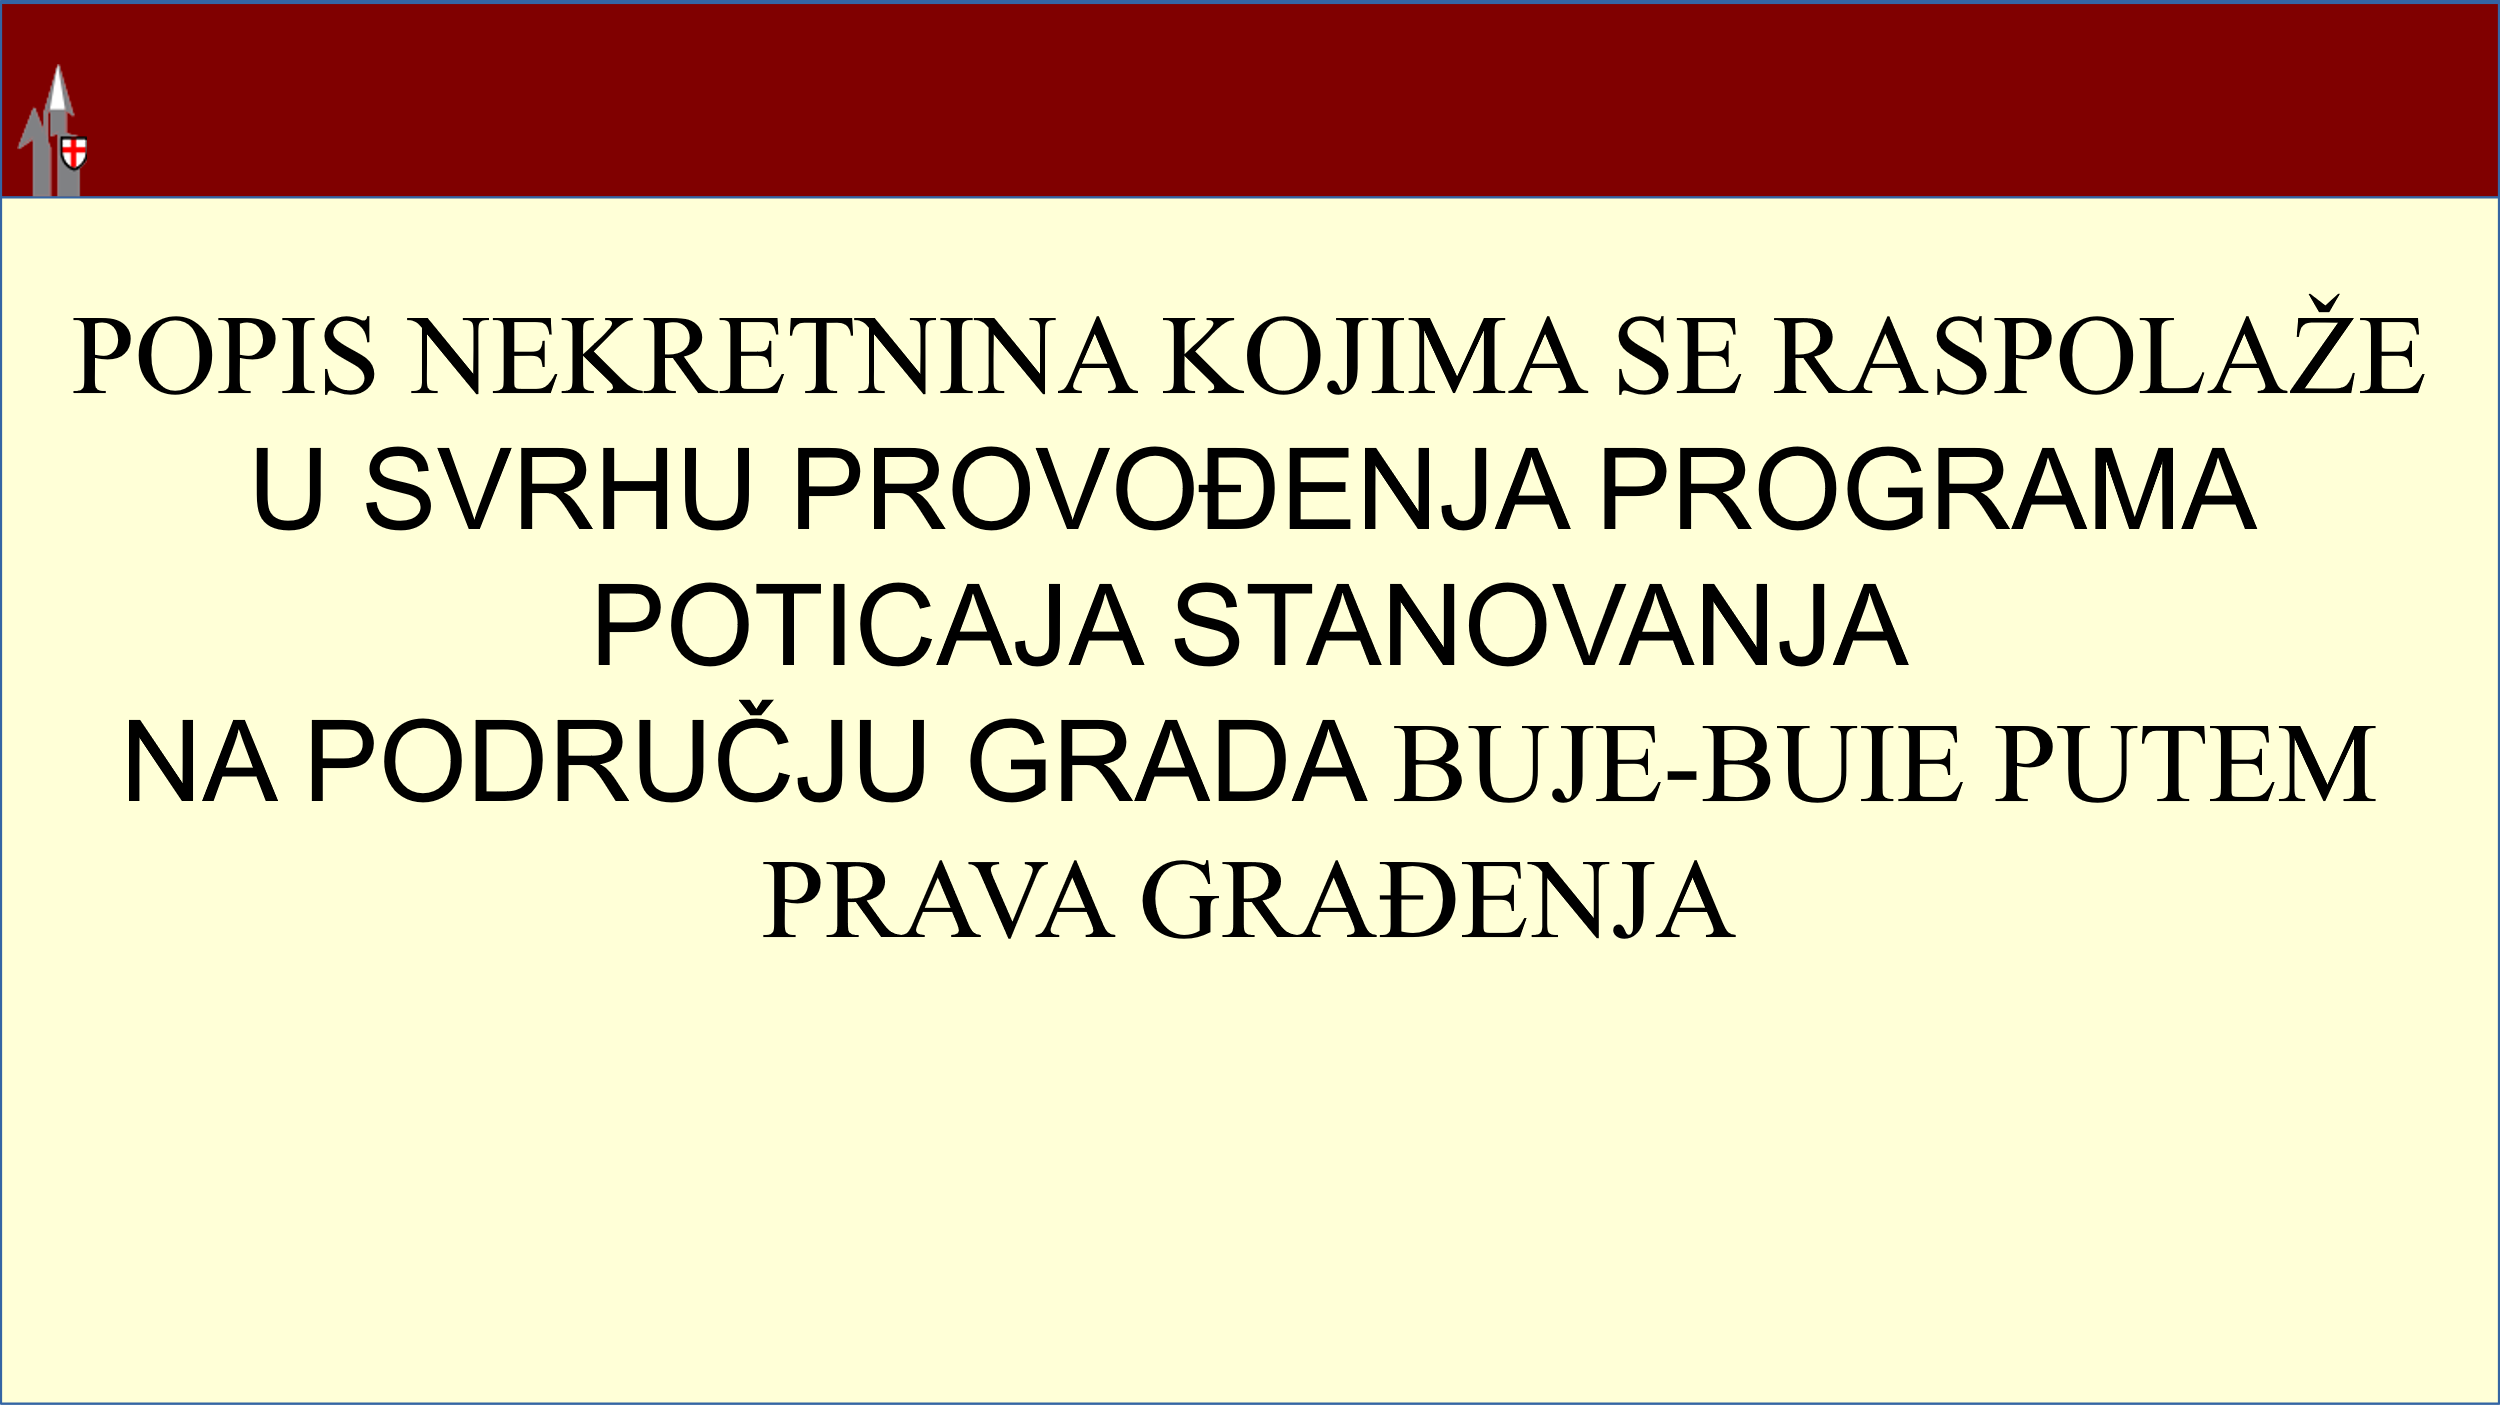 POPIS NEKRETNINA KOJIMA SE RASPOLAŽE
U SVRHU PROVOĐENJA PROGRAMA
POTICAJA STANOVANJA
NA PODRUČJU GRADA BUJE-BUIE PUTEM
PRAVA GRAĐENJA